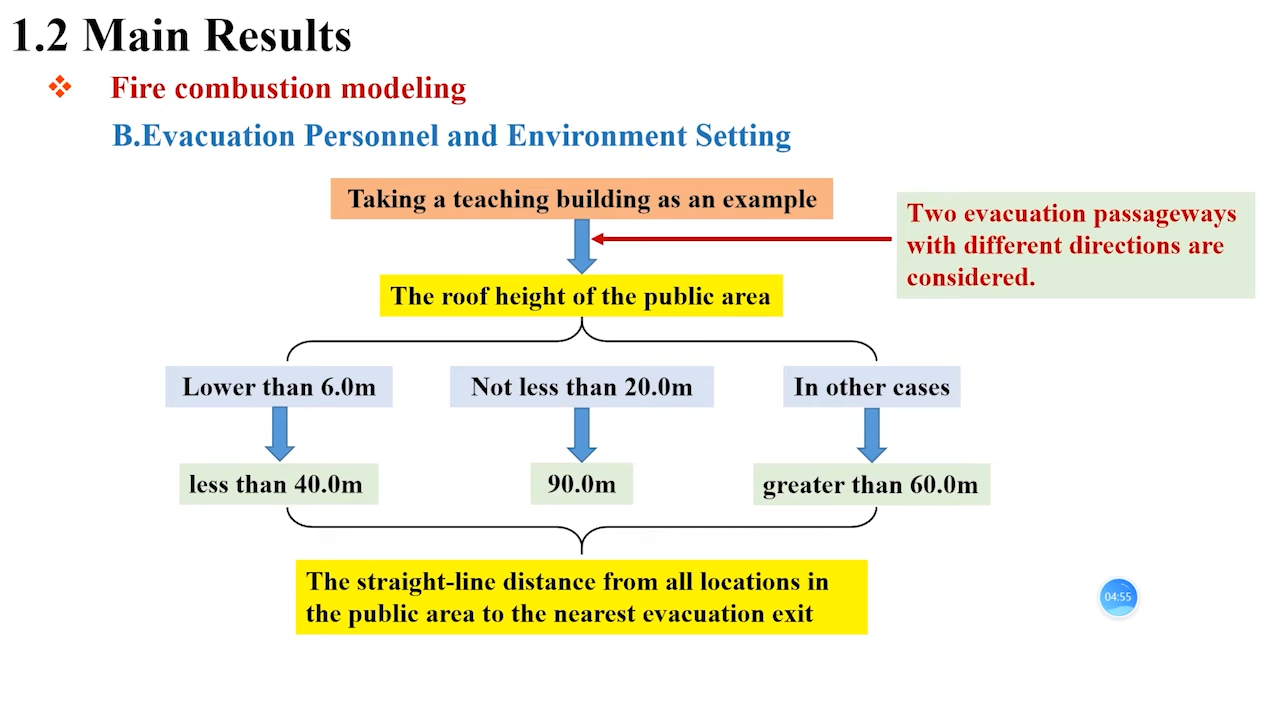 1.2 Main Results
Fire combustion modeling
B.Evacuation Personnel and Environment Setting
Taking a teaching building as an example
Two evacuation passageways
with different directions are
considered.
The roof height of the public area
Lower than 6.0m
Not less than 20.0m
In other cases
less than 40.0m
90.0m
greater than 60.0m
The straight-line distance from all locations in
the public area to the nearest evacuation exit
04:55